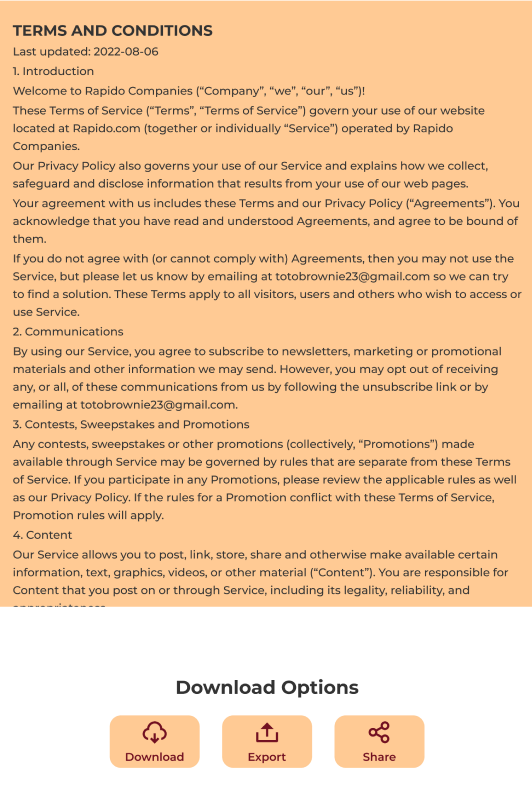 TERMS AND CONDITIONS
Last updated: 2022-08-06
1. Introduction
Welcome to Rapido Companies (“Company”, “we”, “our”, “us”)!
These Terms of Service (“Terms”, “Terms of Service”) govern your use of our website
located at Rapido.com (together or individually “Service”) operated by Rapido
Companies.
Our Privacy Policy also governs your use of our Service and explains how we collect,
safeguard and disclose information that results from your use of our web pages.
Your agreement with us includes these Terms and our Privacy Policy (“Agreements”). You
acknowledge that you have read and understood Agreements, and agree to be bound of
them.
If you do not agree with (or cannot comply with) Agreements, then you may not use the
Service, but please let us know by emailing at totobrownie23@gmail.com so we can try
to find a solution. These Terms apply to all visitors, users and others who wish to access or
use Service.
2. Communications
By using our Service, you agree to subscribe to newsletters, marketing or promotional
materials and other information we may send. However, you may opt out of receiving
any, or all, of these communications from us by following the unsubscribe link or by
emailing at totobrownie23@gmail.com.
3. Contests, Sweepstakes and Promotions
Any contests, sweepstakes or other promotions (collectively, “Promotions”) made
available through Service may be governed by rules that are separate from these Terms
of Service. If you participate in any Promotions, please review the applicable rules as well
as our Privacy Policy. If the rules for a Promotion conflict with these Terms of Service,
Promotion rules will apply.
4. Content
Our Service allows you to post, link, store, share and otherwise make available certain
information, text, graphics, videos, or other material (“Content”). You are responsible for
Content that you post on or through Service, including its legality, reliability, and
Download Options
Download
Export
Share